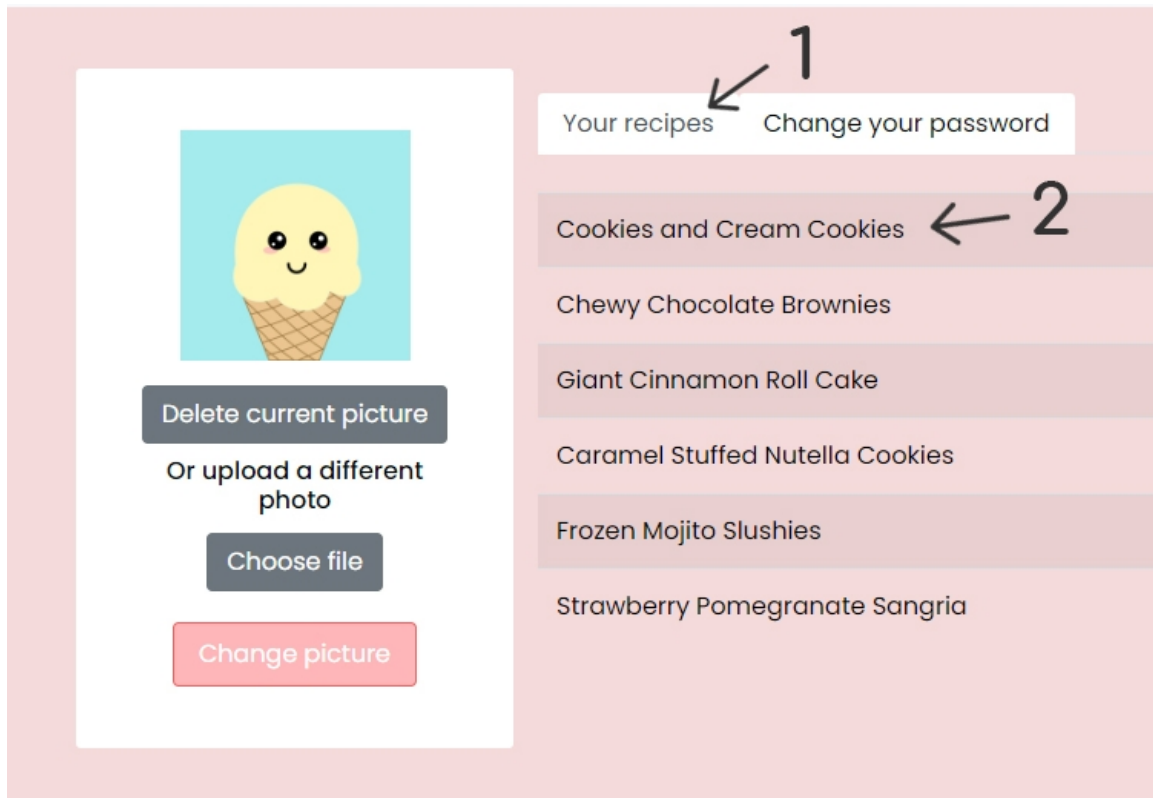 1
Your recipes
Change your password
Cookies and Cream Cookies
2
Chewy Chocolate Brownies
Giant Cinnamon Roll Cake
Caramel Stuffed Nutella Cookies
Frozen Mojito Slushies
Strawberry Pomegranate Sangria
Delete current picture
Or upload a different
photo
Choose file
Change picture